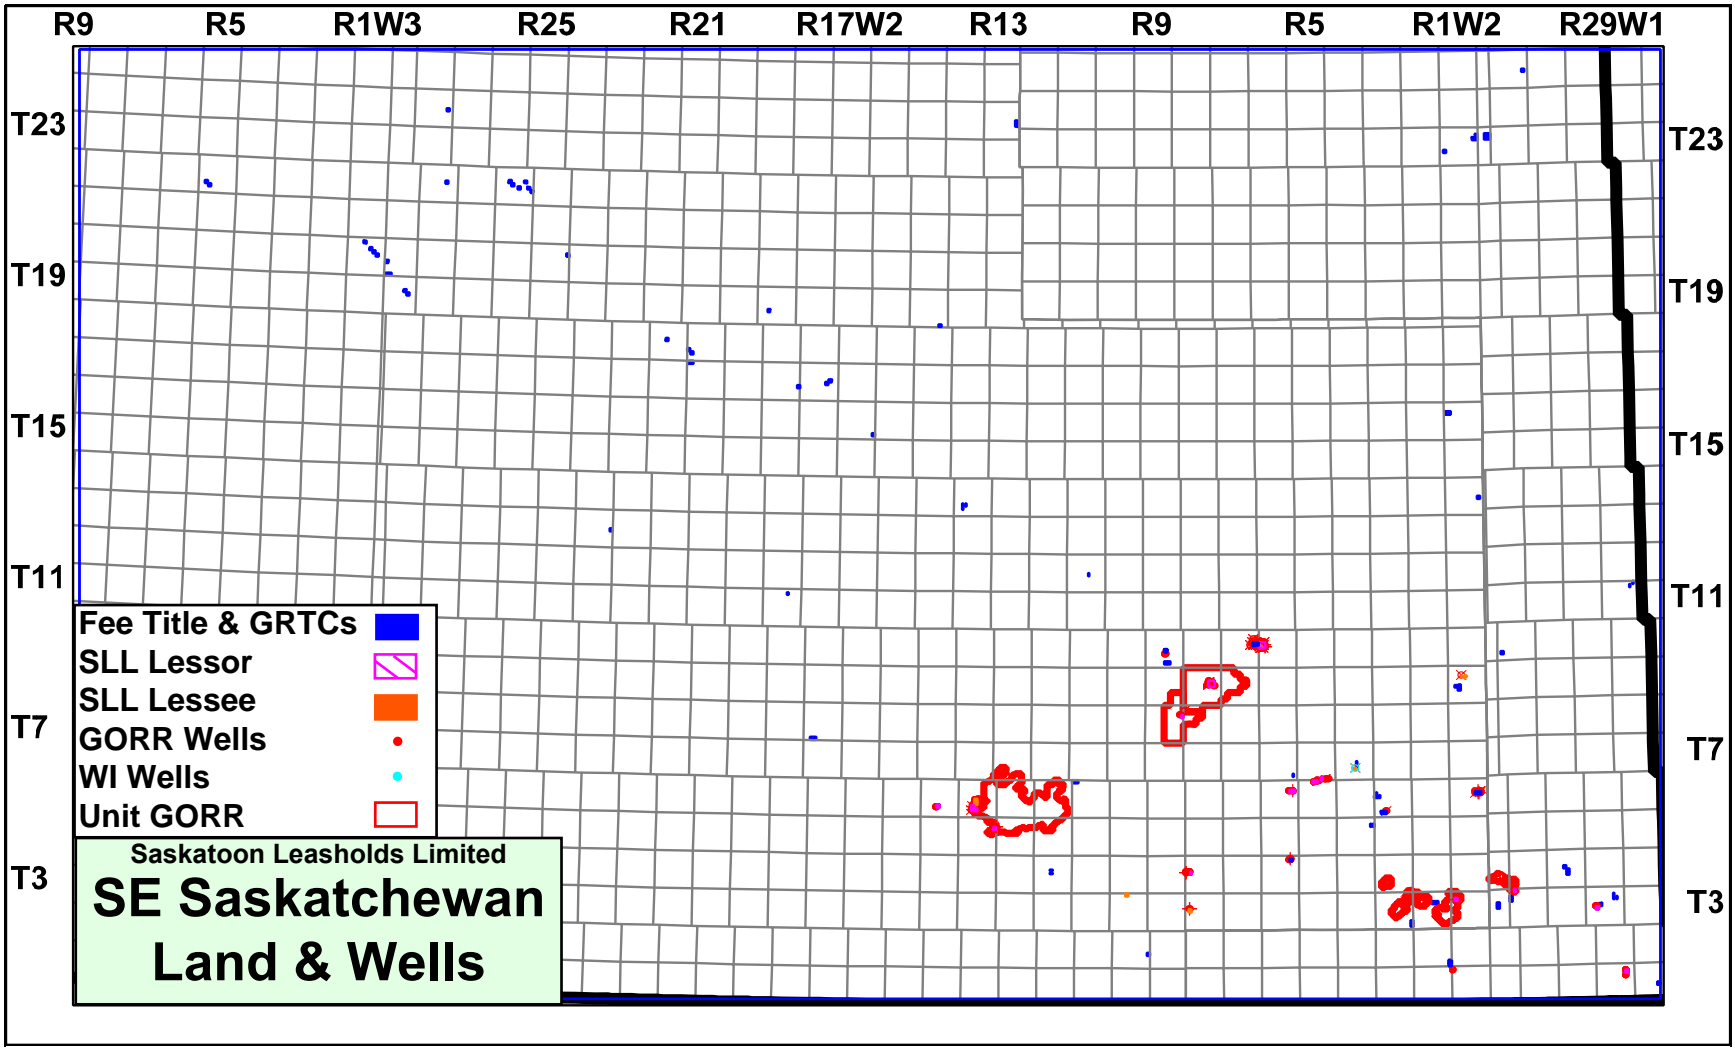 R9 R5 R1W3 R25 R21 R17W2 R13 R9 R5 R1W2 R29W1
T23 T23
T19 T19
T15 T15
T11 T11
T7 T7
T3 T3
Fee Title & GRTCs
SLL Lessor
SLL Lessee
GORR Wells
WI Wells
Unit GORR
Saskatoon Leasholds Limited
SE Saskatchewan
Land & Wells